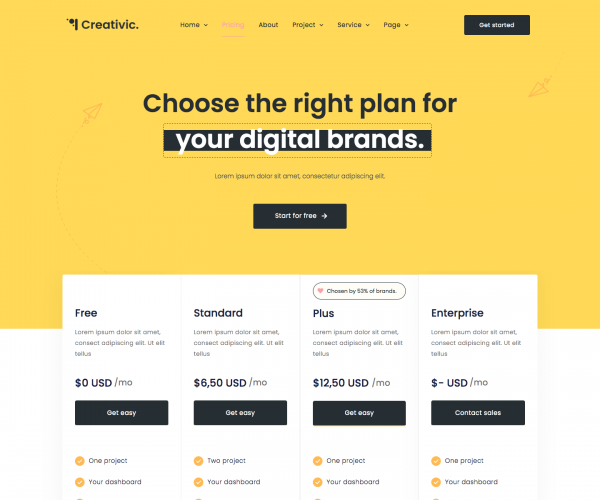 Creativic.
Home Pricing About Project Service Page
Get started
Choose the right plan for
your digital brands.
Lorem ipsum dolor sit amet, consectetur adipiscing elit.
Start for free
Chosen by 53% of brands.
Free
Lorem ipsum dolor sit amet,
consect adipiscing elit. Ut elit
tellus
$0 USD /mo
Get easy
One project
Your dashboard
Standard
Lorem ipsum dolor sit amet,
consect adipiscing elit. Ut elit
tellus
$6,50 USD /mo
Get easy
Two project
Your dashboard
Plus
Lorem ipsum dolor sit amet,
consect adipiscing elit. Ut elit
tellus
$12,50 USD /mo
Get easy
One project
Your dashboard
Enterprise
Lorem ipsum dolor sit amet,
consect adipiscing elit. Ut elit
tellus
$- USD /mo
Contact sales
One project
Your dashboard